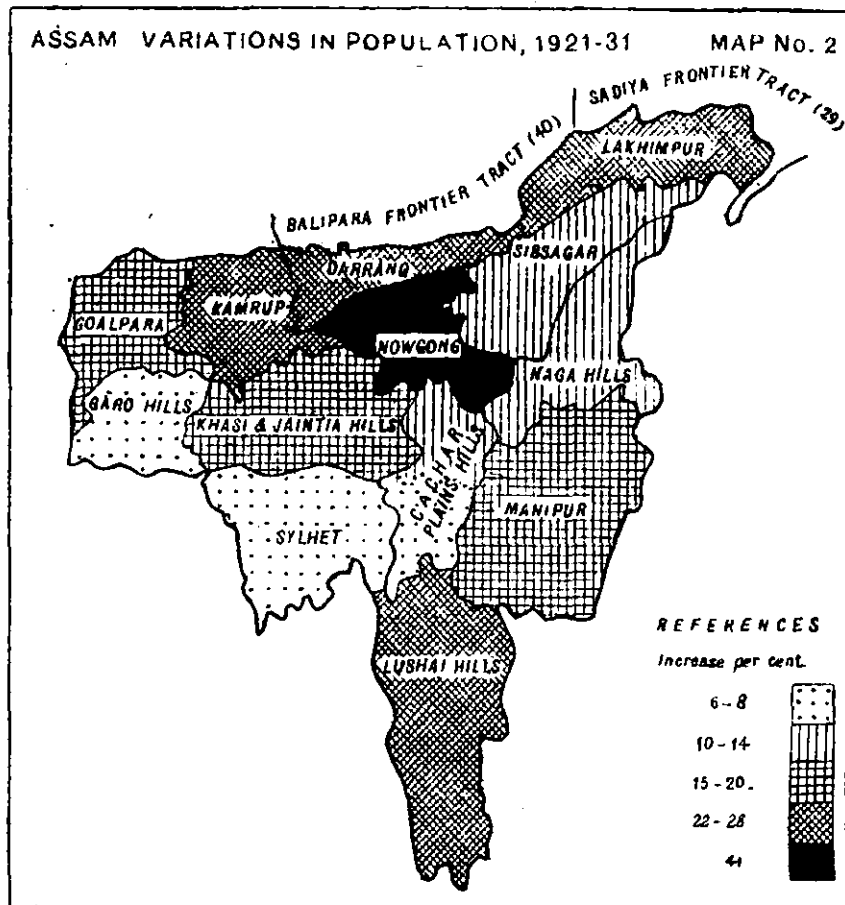 ASSAM VARIATIONS IN POPULATION, 1921-31 MAP No. 2
SADIYA FRONTIER TRACT (29)
BALIPARA FRONTIER TRACT (40)
LAKHIMPUR
SIBSAGAR
DARRANG
KAMRUP
GOALPARA
NOWGONG
NAGA HILLS
GARO HILLS
KHASI & JAINTIA HILLS
CACHAR
PLAINS HILLS
MANIPUR
SYLHET
LUSHAI HILLS
REFERENCES
Increase per cent.
6-8
10-14
15-20.
22-28
41